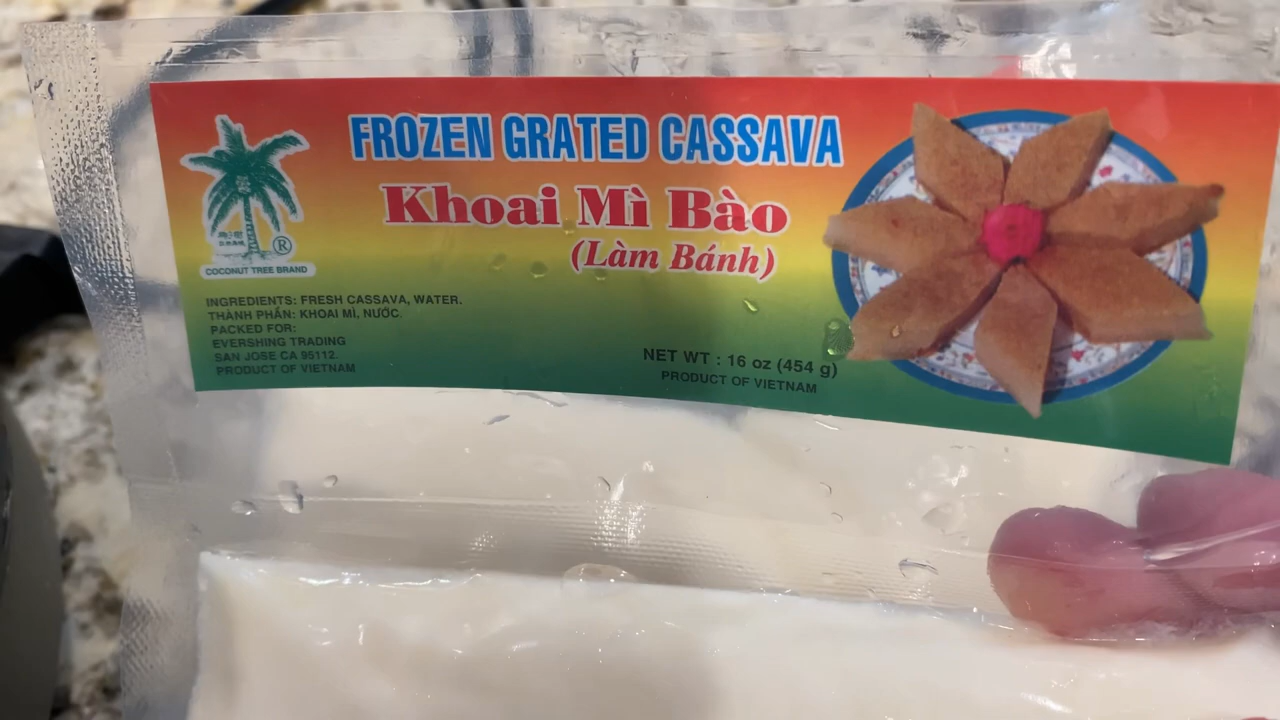 FROZEN GRATED CASSAVA
Khoai Mì Bào
(Làm Bánh)
®
COCONUT TREE BRAND
INGREDIENTS: FRESH CASSAVA, WATER.
THÀNH PHẦN: KHOAI MÌ, NƯỚC.
PACKED FOR:
EVERSHING TRADING
SAN JOSE CA 95112.
PRODUCT OF VIETNAM
NET WT : 16 oz (454 g)
PRODUCT OF VIETNAM